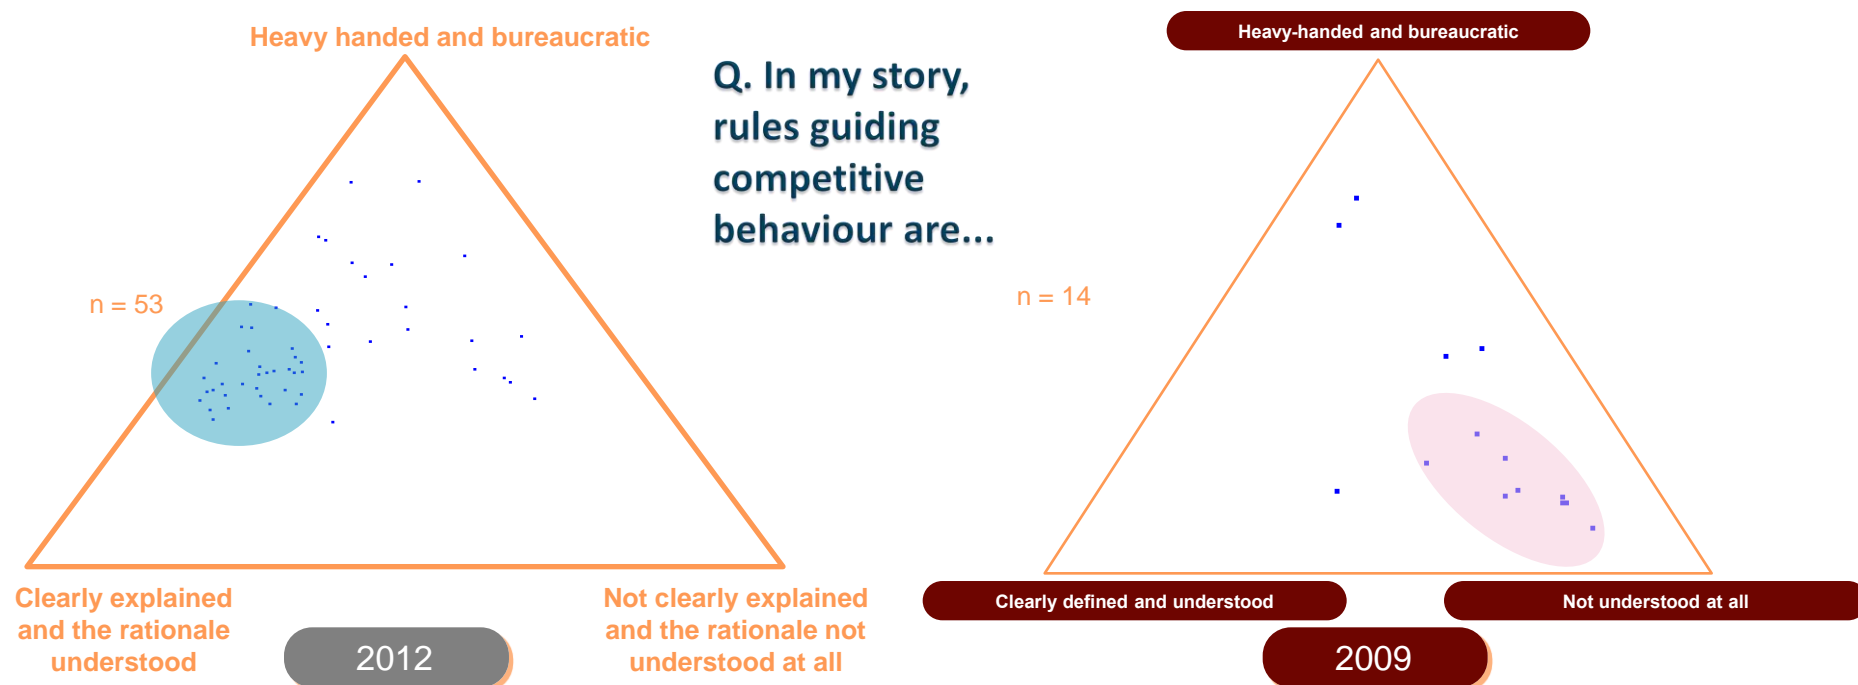 Heavy handed and bureaucratic
Q. In my story,
rules guiding
competitive
behaviour are...
n = 53
Clearly explained
and the rationale
understood
Not clearly explained
and the rationale not
understood at all
2012
Heavy-handed and bureaucratic
n = 14
Clearly defined and understood
Not understood at all
2009